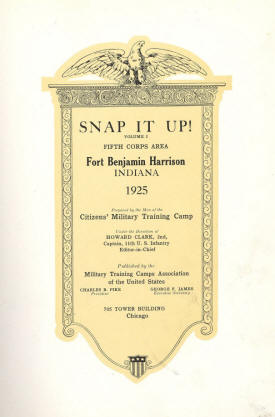 SNAP IT UP!
VOLUME I
FIFTH CORPS AREA
Fort Benjamin Harrison
INDIANA
1925
Prepared by the Men of the
Citizens' Military Training Camp
Under the Direction of
HOWARD CLARK, 2nd,
Captain, 11th U. S. Infantry
Editor-in-Chief
Published by the
Military Training Camps Association
of the United States
CHARLES B. PIKE GEORGE F. JAMES
President Executive Secretary
705 TOWER BUILDING
Chicago